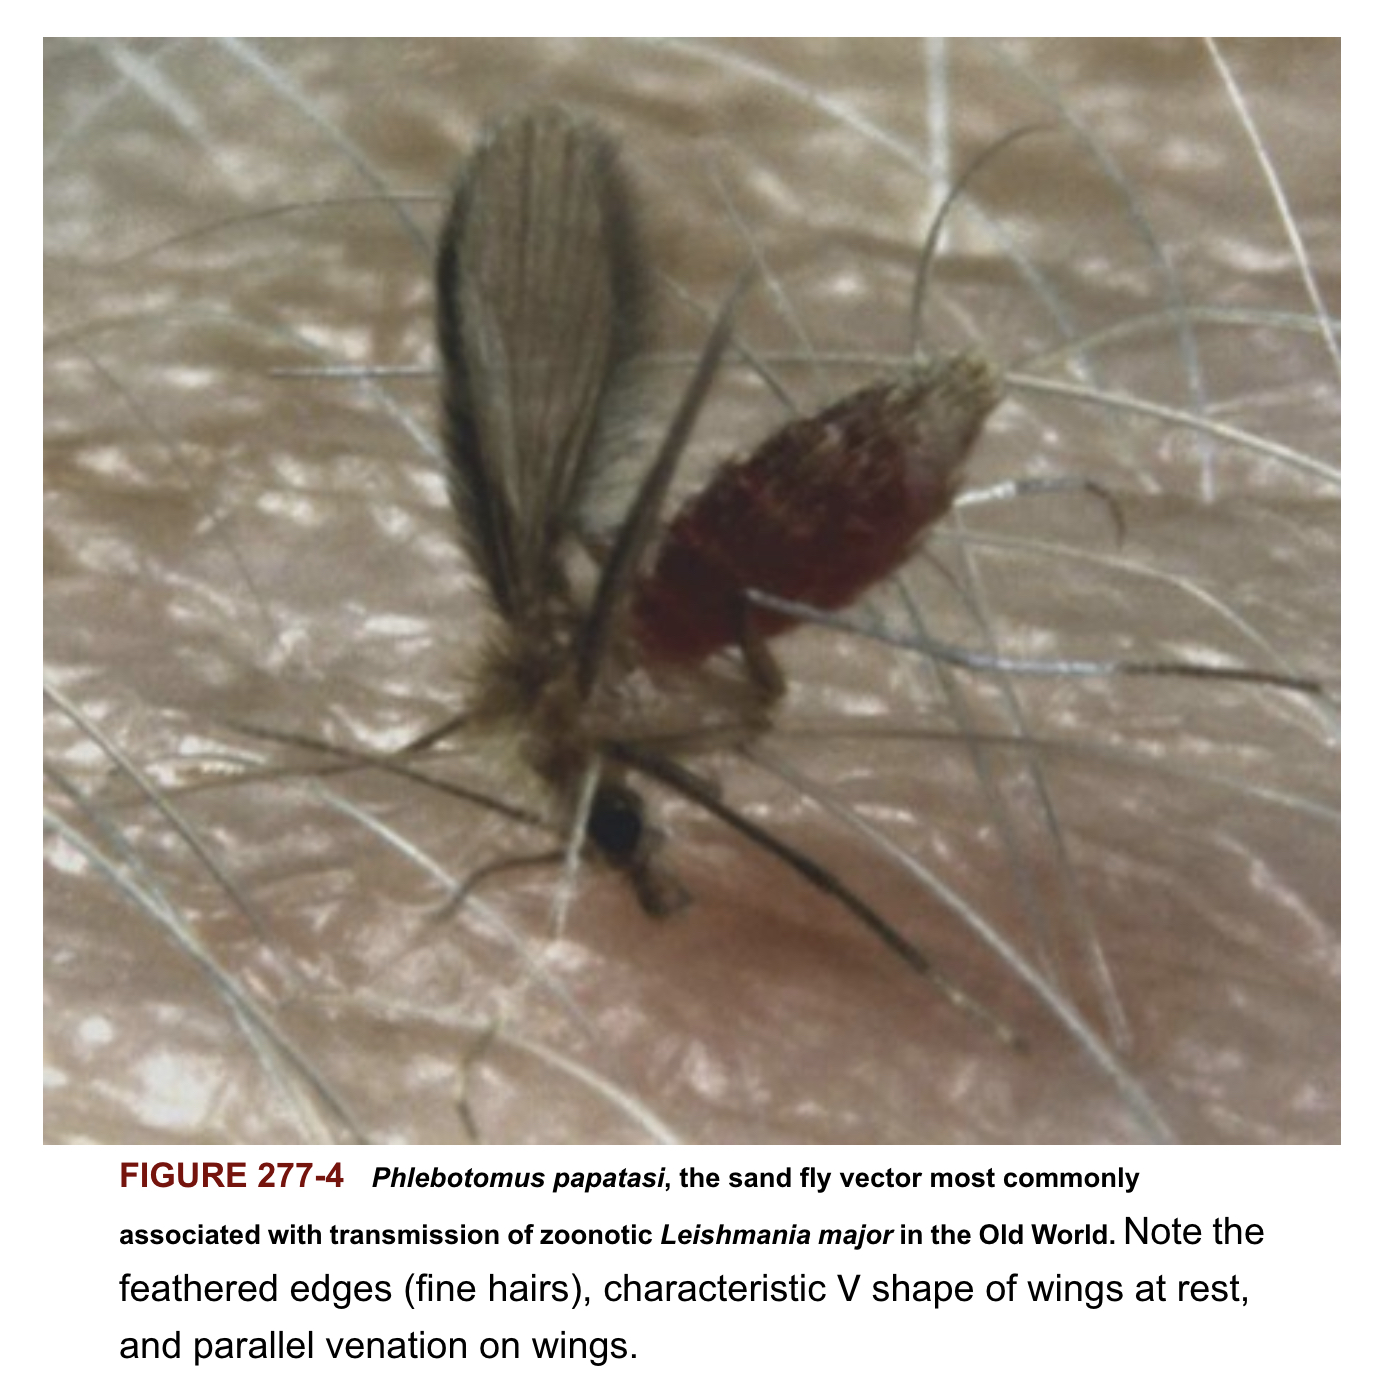 FIGURE 277-4 Phlebotomus papatasi, the sand fly vector most commonly
associated with transmission of zoonotic Leishmania major in the Old World. Note the
feathered edges (fine hairs), characteristic V shape of wings at rest,
and parallel venation on wings.